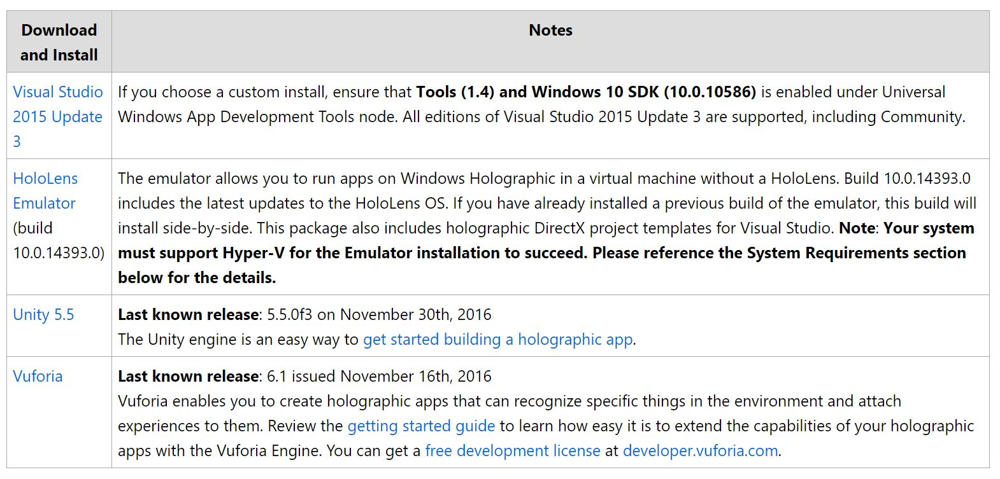 Download
and Install
Notes
Visual Studio
2015 Update
3
If you choose a custom install, ensure that Tools (1.4) and Windows 10 SDK (10.0.10586) is enabled under Universal
Windows App Development Tools node. All editions of Visual Studio 2015 Update 3 are supported, including Community.
HoloLens
Emulator
(build
10.0.14393.0)
The emulator allows you to run apps on Windows Holographic in a virtual machine without a HoloLens. Build 10.0.14393.0
includes the latest updates to the HoloLens OS. If you have already installed a previous build of the emulator, this build will
install side-by-side. This package also includes holographic DirectX project templates for Visual Studio. Note: Your system
must support Hyper-V for the Emulator installation to succeed. Please reference the System Requirements section
below for the details.
Unity 5.5
Last known release: 5.5.0f3 on November 30th, 2016
The Unity engine is an easy way to get started building a holographic app.
Vuforia
Last known release: 6.1 issued November 16th, 2016
Vuforia enables you to create holographic apps that can recognize specific things in the environment and attach
experiences to them. Review the getting started guide to learn how easy it is to extend the capabilities of your holographic
apps with the Vuforia Engine. You can get a free development license at developer.vuforia.com.